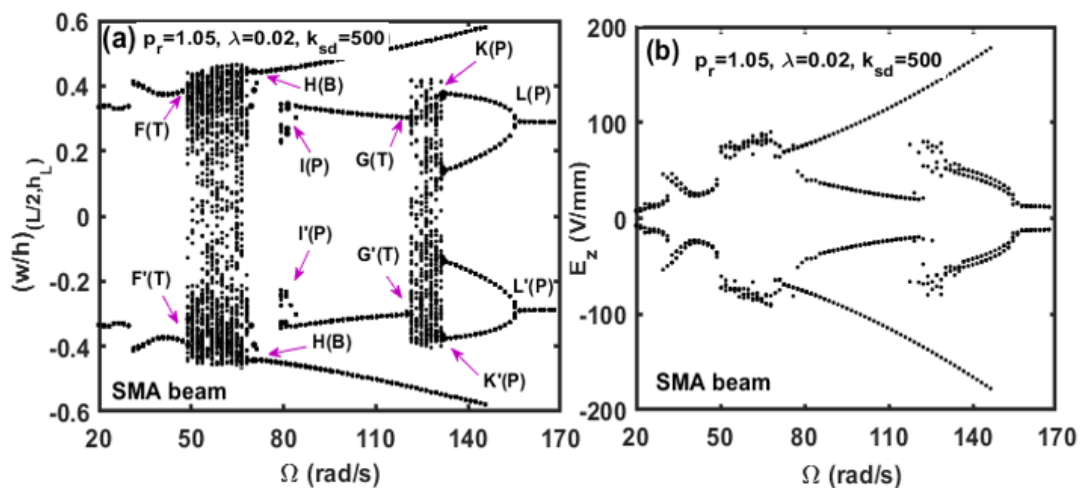 (a) p_r=1.05, λ=0.02, k_sd=500
K(P)
H(B)
L(P)
F(T)
I(P)
G(T)
I'(P)
G'(T)
F'(T)
L'(P)
H(B)
K'(P)
SMA beam
0.6
0.4
0.2
0
-0.2
-0.4
-0.6
20 50 80 110 140 169
(w/h)_(L/2,h_L)
Ω (rad/s)
(b)
p_r=1.05, λ=0.02, k_sd=500
SMA beam
200
100
0
-100
-200
20 50 80 110 140 168
E_z (V/mm)
Ω (rad/s)